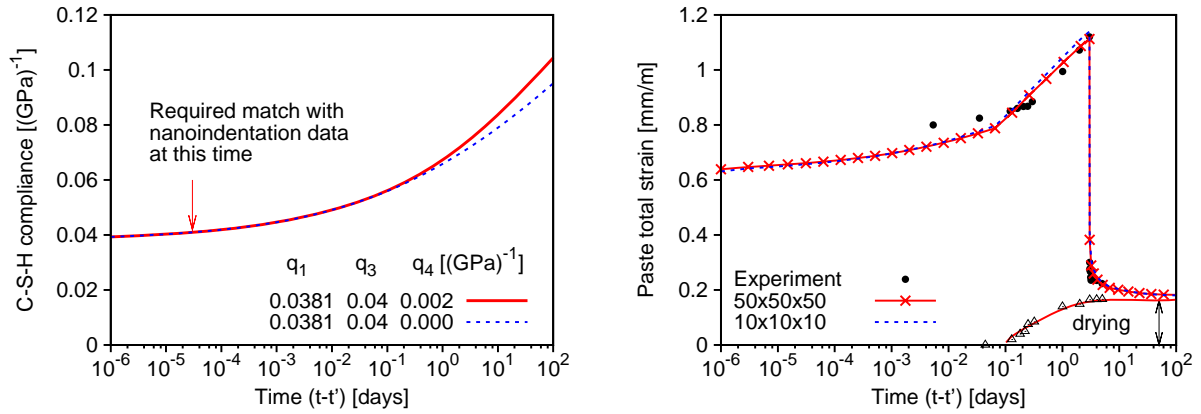 C-S-H compliance [(GPa)-1]
0.12
0.1
0.08
0.06
0.04
0.02
0
Required match with
nanoindentation data
at this time
q1 q3 q4 [(GPa)-1]
0.0381 0.04 0.002
0.0381 0.04 0.000
10-6 10-5 10-4 10-3 10-2 10-1 100 101 102
Time (t-t') [days]
Paste total strain [mm/m]
1.2
1
0.8
0.6
0.4
0.2
0
Experiment
50x50x50
10x10x10
drying
10-6 10-5 10-4 10-3 10-2 10-1 100 101 102
Time (t-t') [days]